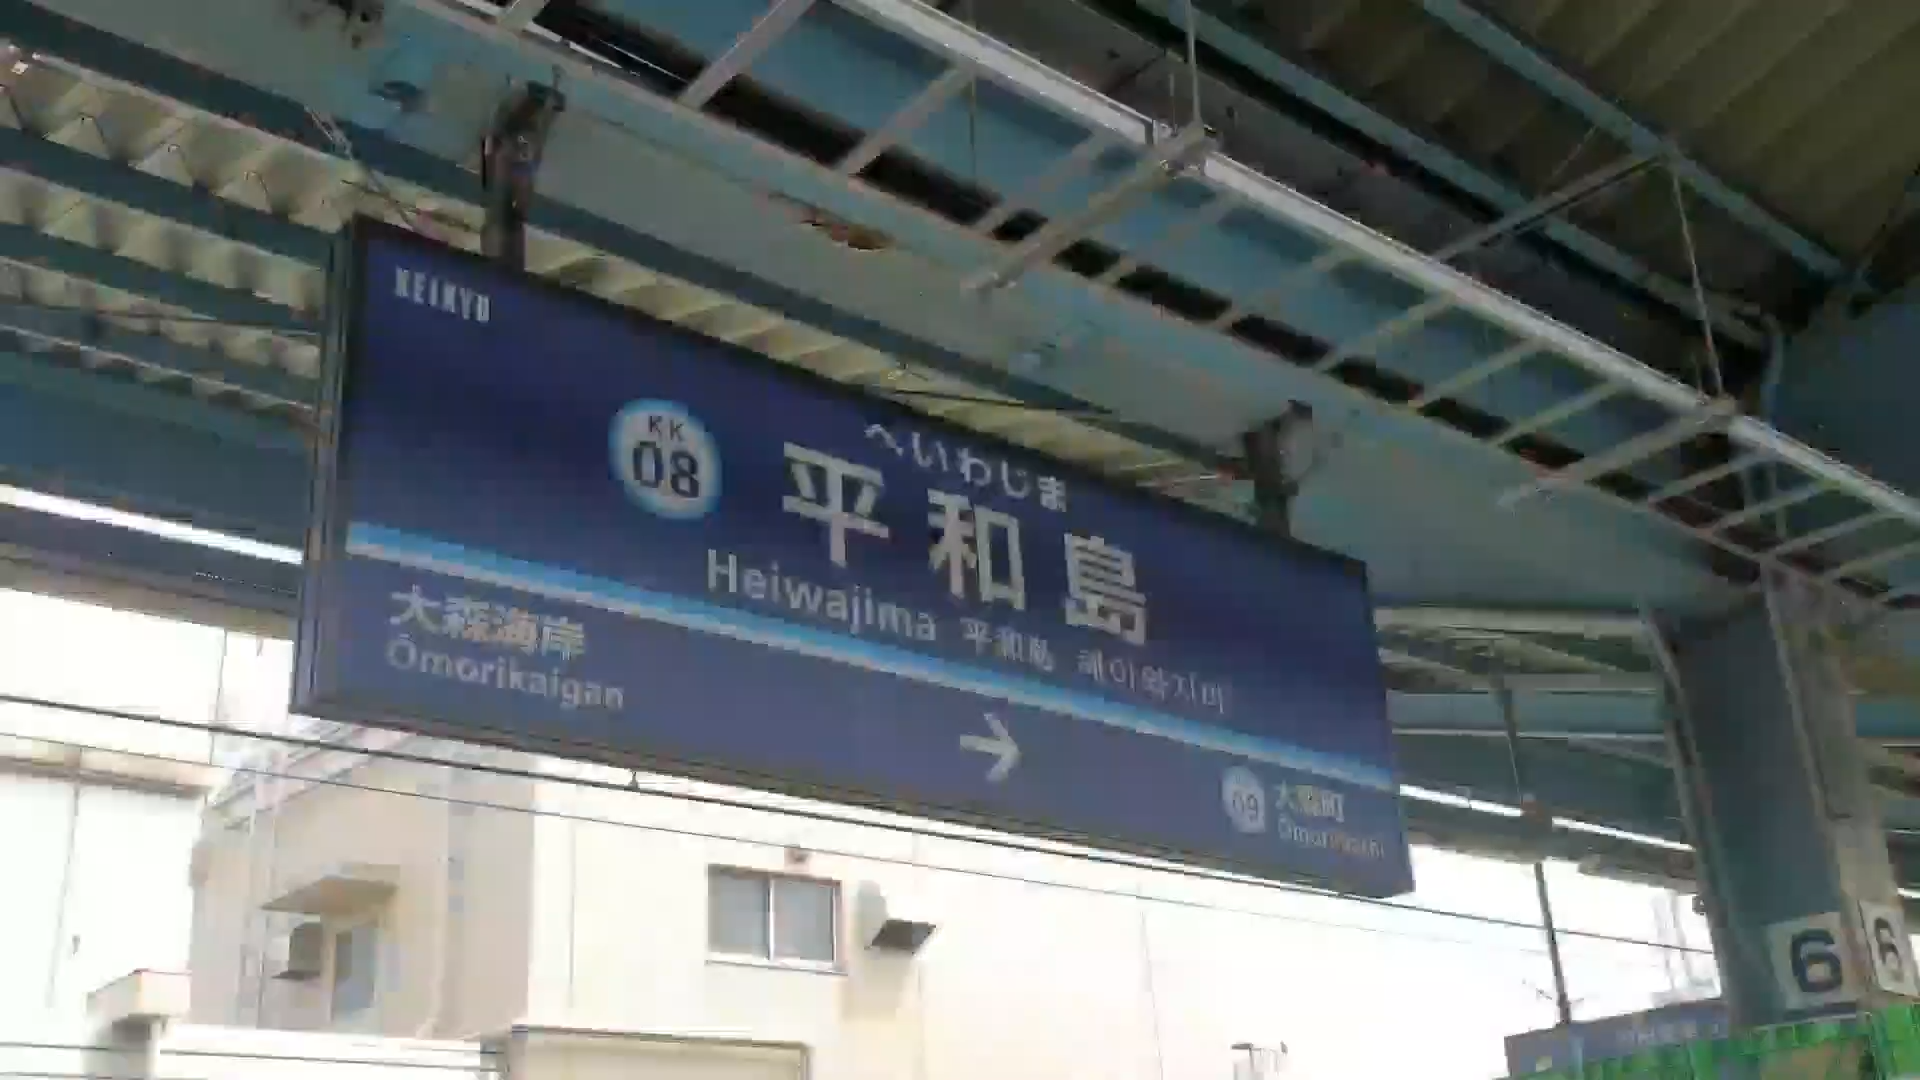 KEIKYU
KK
08
へいわじま
平和島
Heiwajima 平和岛 헤이와지마
大森海岸
Ōmorikaigan
→
09 大森町
Ōmorimachi
6
6